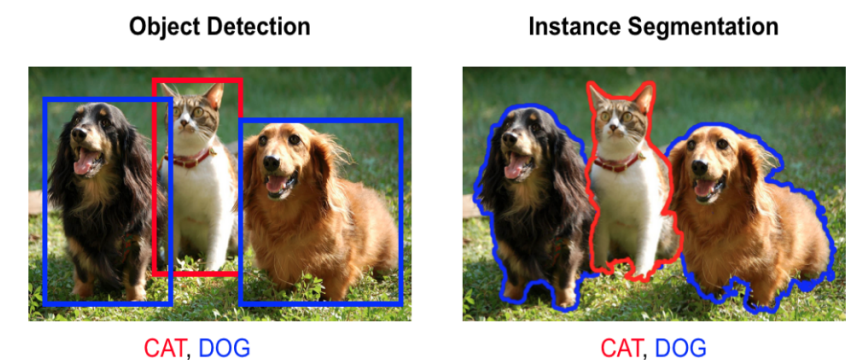 Object Detection
Instance Segmentation
CAT, DOG
CAT, DOG